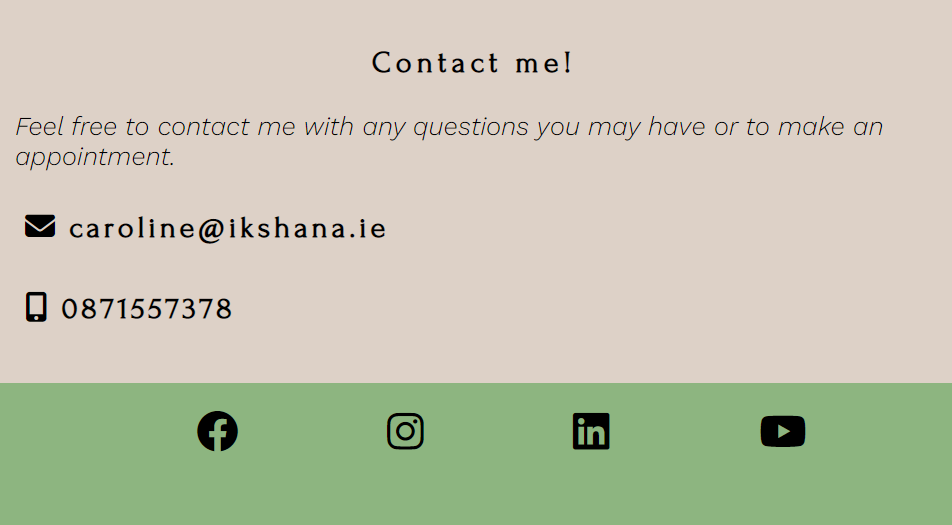 Contact me!
Feel free to contact me with any questions you may have or to make an
appointment.
caroline@ikshana.ie
0871557378